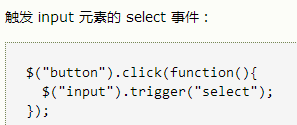 触发 input 元素的 select 事件：
$("button").click(function(){
  $("input").trigger("select");
});